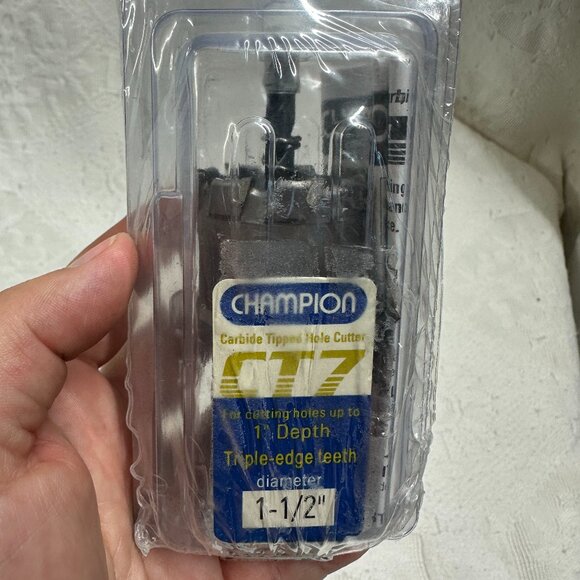 CHAMPION
Carbide Tipped Hole Cutter
CT7
For cutting holes up to
1" Depth
Triple-edge teeth
diameter
1-1/2"